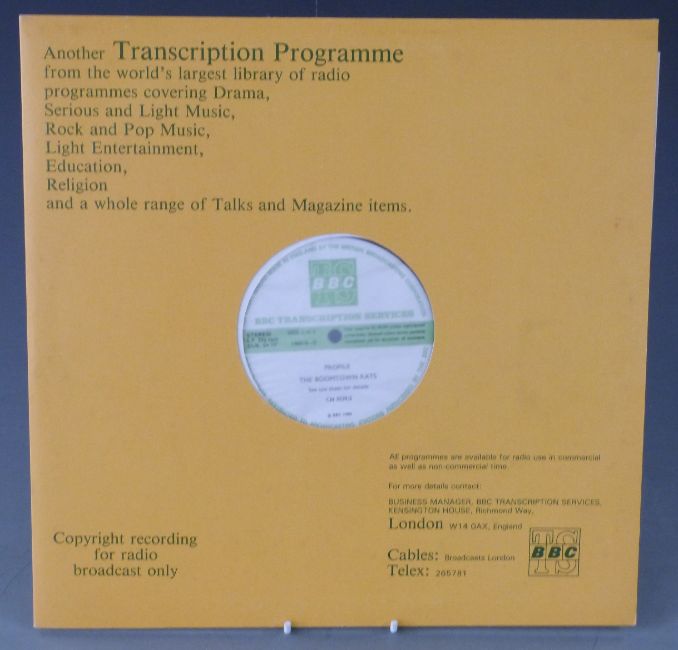 Another Transcription Programme
from the world's largest library of radio
programmes covering Drama,
Serious and Light Music,
Rock and Pop Music,
Light Entertainment,
Education,
Religion
and a whole range of Talks and Magazine items.
BBC
BBC TRANSCRIPTION SERVICES
STEREO
PROFILE
THE BOOMTOWN RATS
All programmes are available for radio use in commercial
as well as non-commercial time.
For more details contact:
BUSINESS MANAGER, BBC TRANSCRIPTION SERVICES,
KENSINGTON HOUSE, Richmond Way,
London W14 0AX, England
Cables: Broadcasts London
Telex: 265781
TS
BBC
Copyright recording
for radio
broadcast only